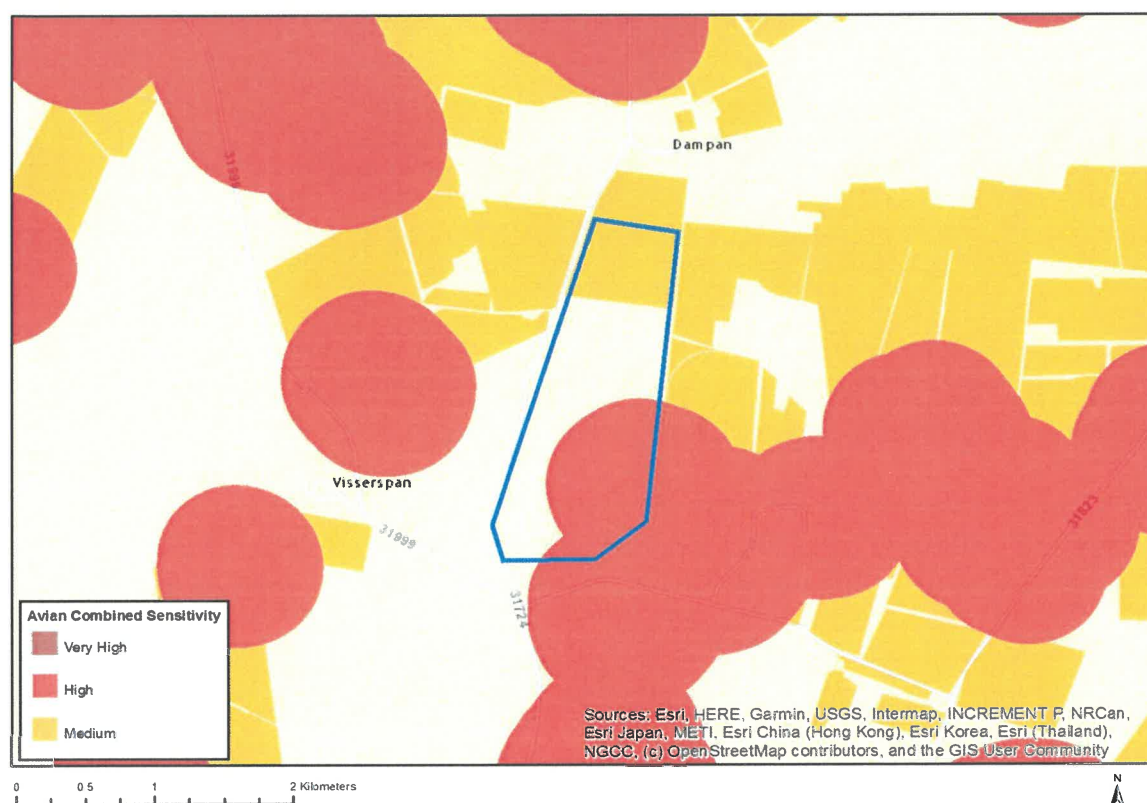 Dampan
3199
Visserspan
31999
31724
31823
Avian Combined Sensitivity
Very High
High
Medium
Sources: Esri, HERE, Garmin, USGS, Intermap, INCREMENT P, NRCan,
Esri Japan, METI, Esri China (Hong Kong), Esri Korea, Esri (Thailand),
NGCC, (c) OpenStreetMap contributors, and the GIS User Community
0 0.5 1 2 Kilometers
N